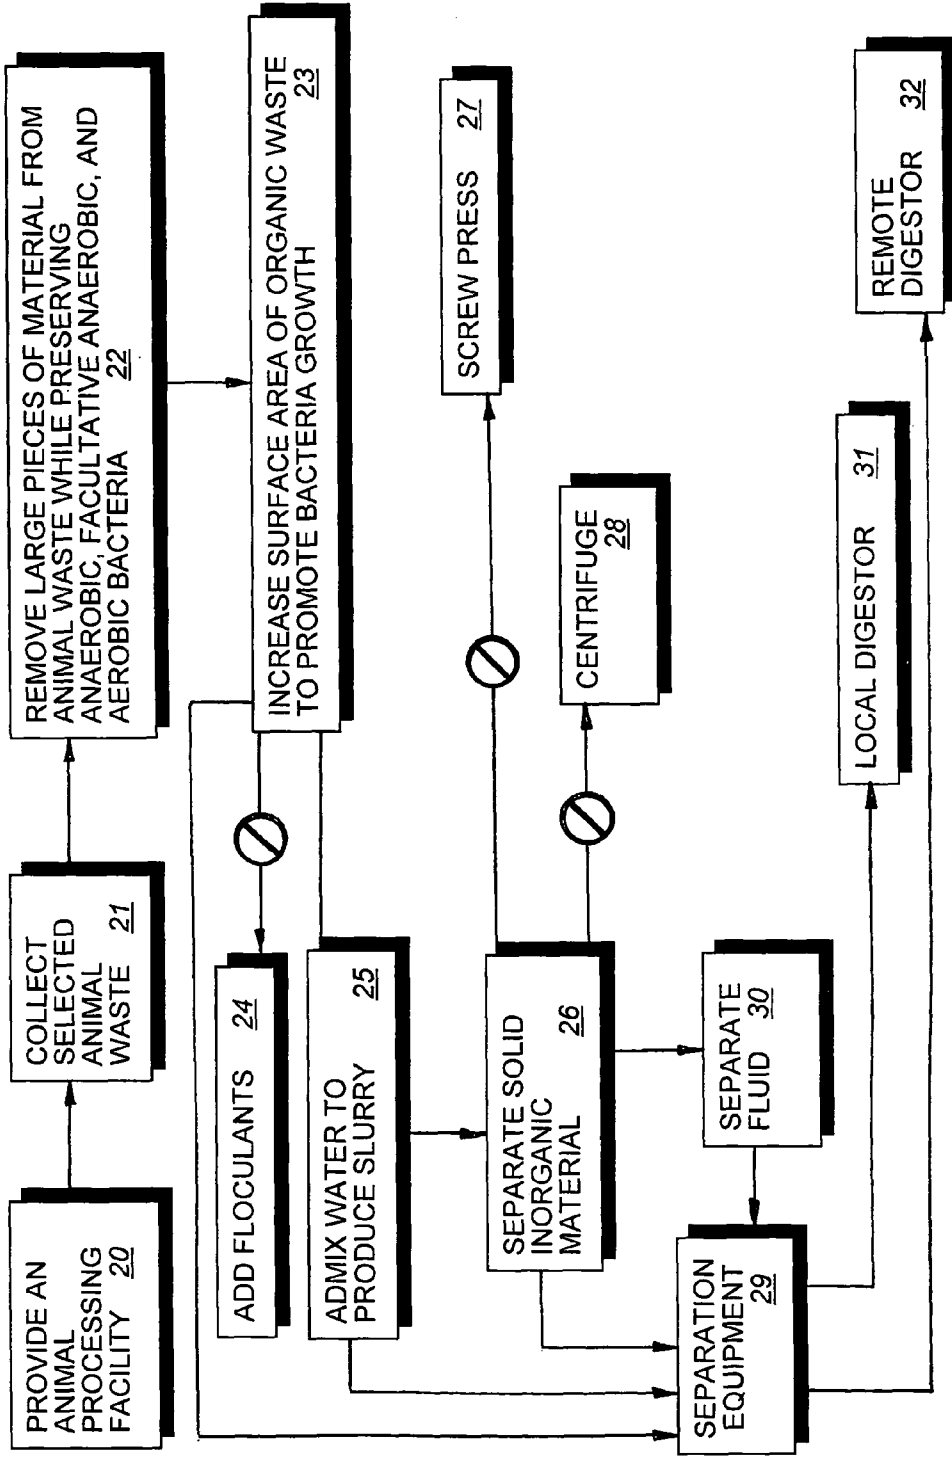 PROVIDE AN
ANIMAL
PROCESSING
FACILITY 20
COLLECT
SELECTED
ANIMAL
WASTE 21
REMOVE LARGE PIECES OF MATERIAL FROM
ANIMAL WASTE WHILE PRESERVING
ANAEROBIC, FACULTATIVE ANAEROBIC, AND
AEROBIC BACTERIA 22
INCREASE SURFACE AREA OF ORGANIC WASTE
TO PROMOTE BACTERIA GROWTH 23
ADD FLOCULANTS 24
ADMIX WATER TO
PRODUCE SLURRY 25
SEPARATE SOLID
INORGANIC
MATERIAL 26
SCREW PRESS 27
CENTRIFUGE
28
SEPARATION
EQUIPMENT
29
SEPARATE
FLUID
30
LOCAL DIGESTOR 31
REMOTE
DIGESTOR 32